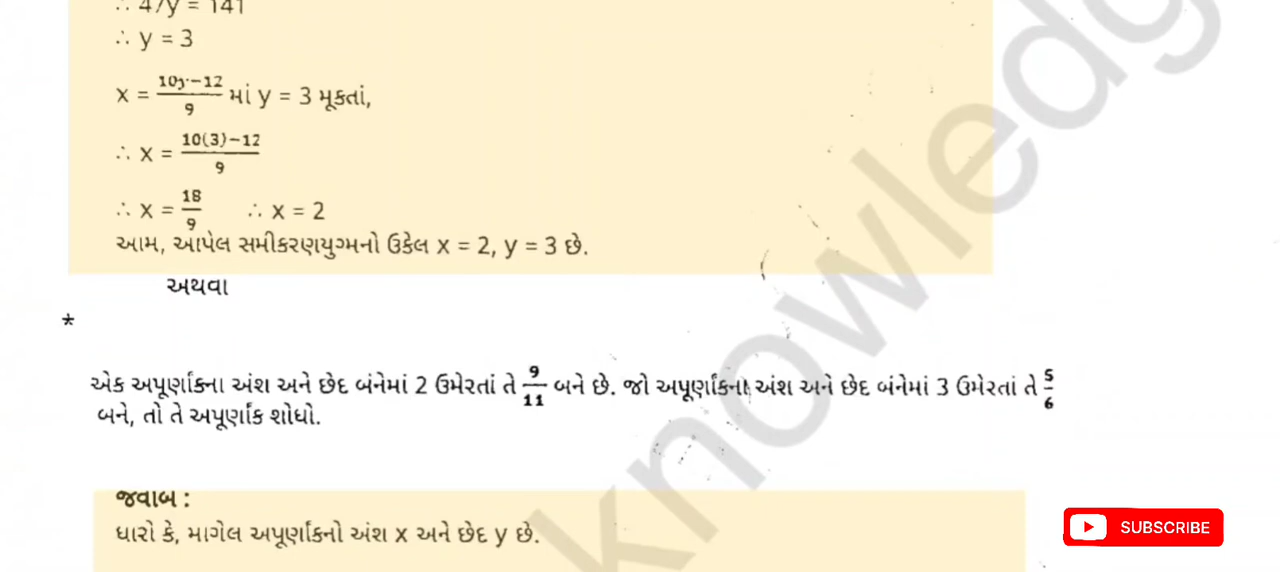 ∴ 47y = 141
∴ y = 3
x = 10y-12/9 માં y = 3 મૂકતાં,
∴ x = 10(3)-12/9
∴ x = 18/9 ∴ x = 2
આમ, આપેલ સમીકરણયુગ્મનો ઉકેલ x = 2, y = 3 છે.
અથવા
*
એક અપૂર્ણાંકના અંશ અને છેદ બંનેમાં 2 ઉમેરતાં તે 9/11 બને છે. જો અપૂર્ણાંકના અંશ અને છેદ બંનેમાં 3 ઉમેરતાં તે 5/6
બને, તો તે અપૂર્ણાંક શોધો.
જવાબ :
ધારો કે, માગેલ અપૂર્ણાંકનો અંશ x અને છેદ y છે.
knowledg
SUBSCRIBE